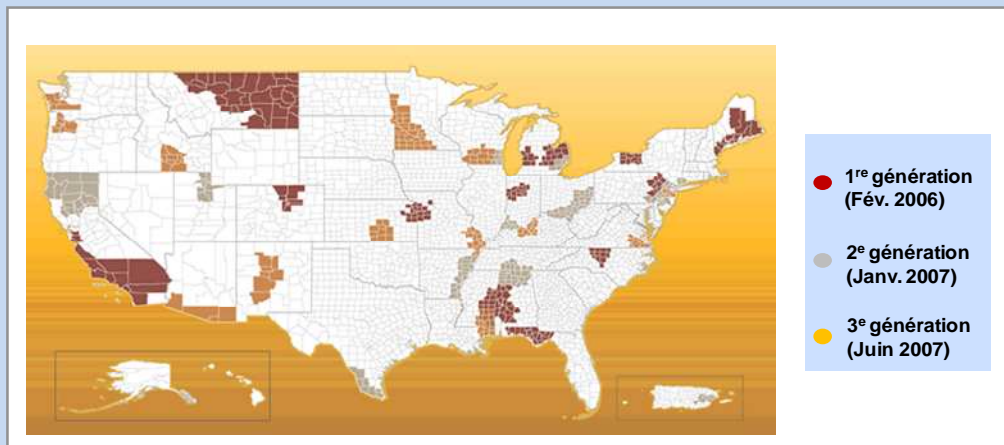 1re génération
(Fév. 2006)
2e génération
(Janv. 2007)
3e génération
(Juin 2007)